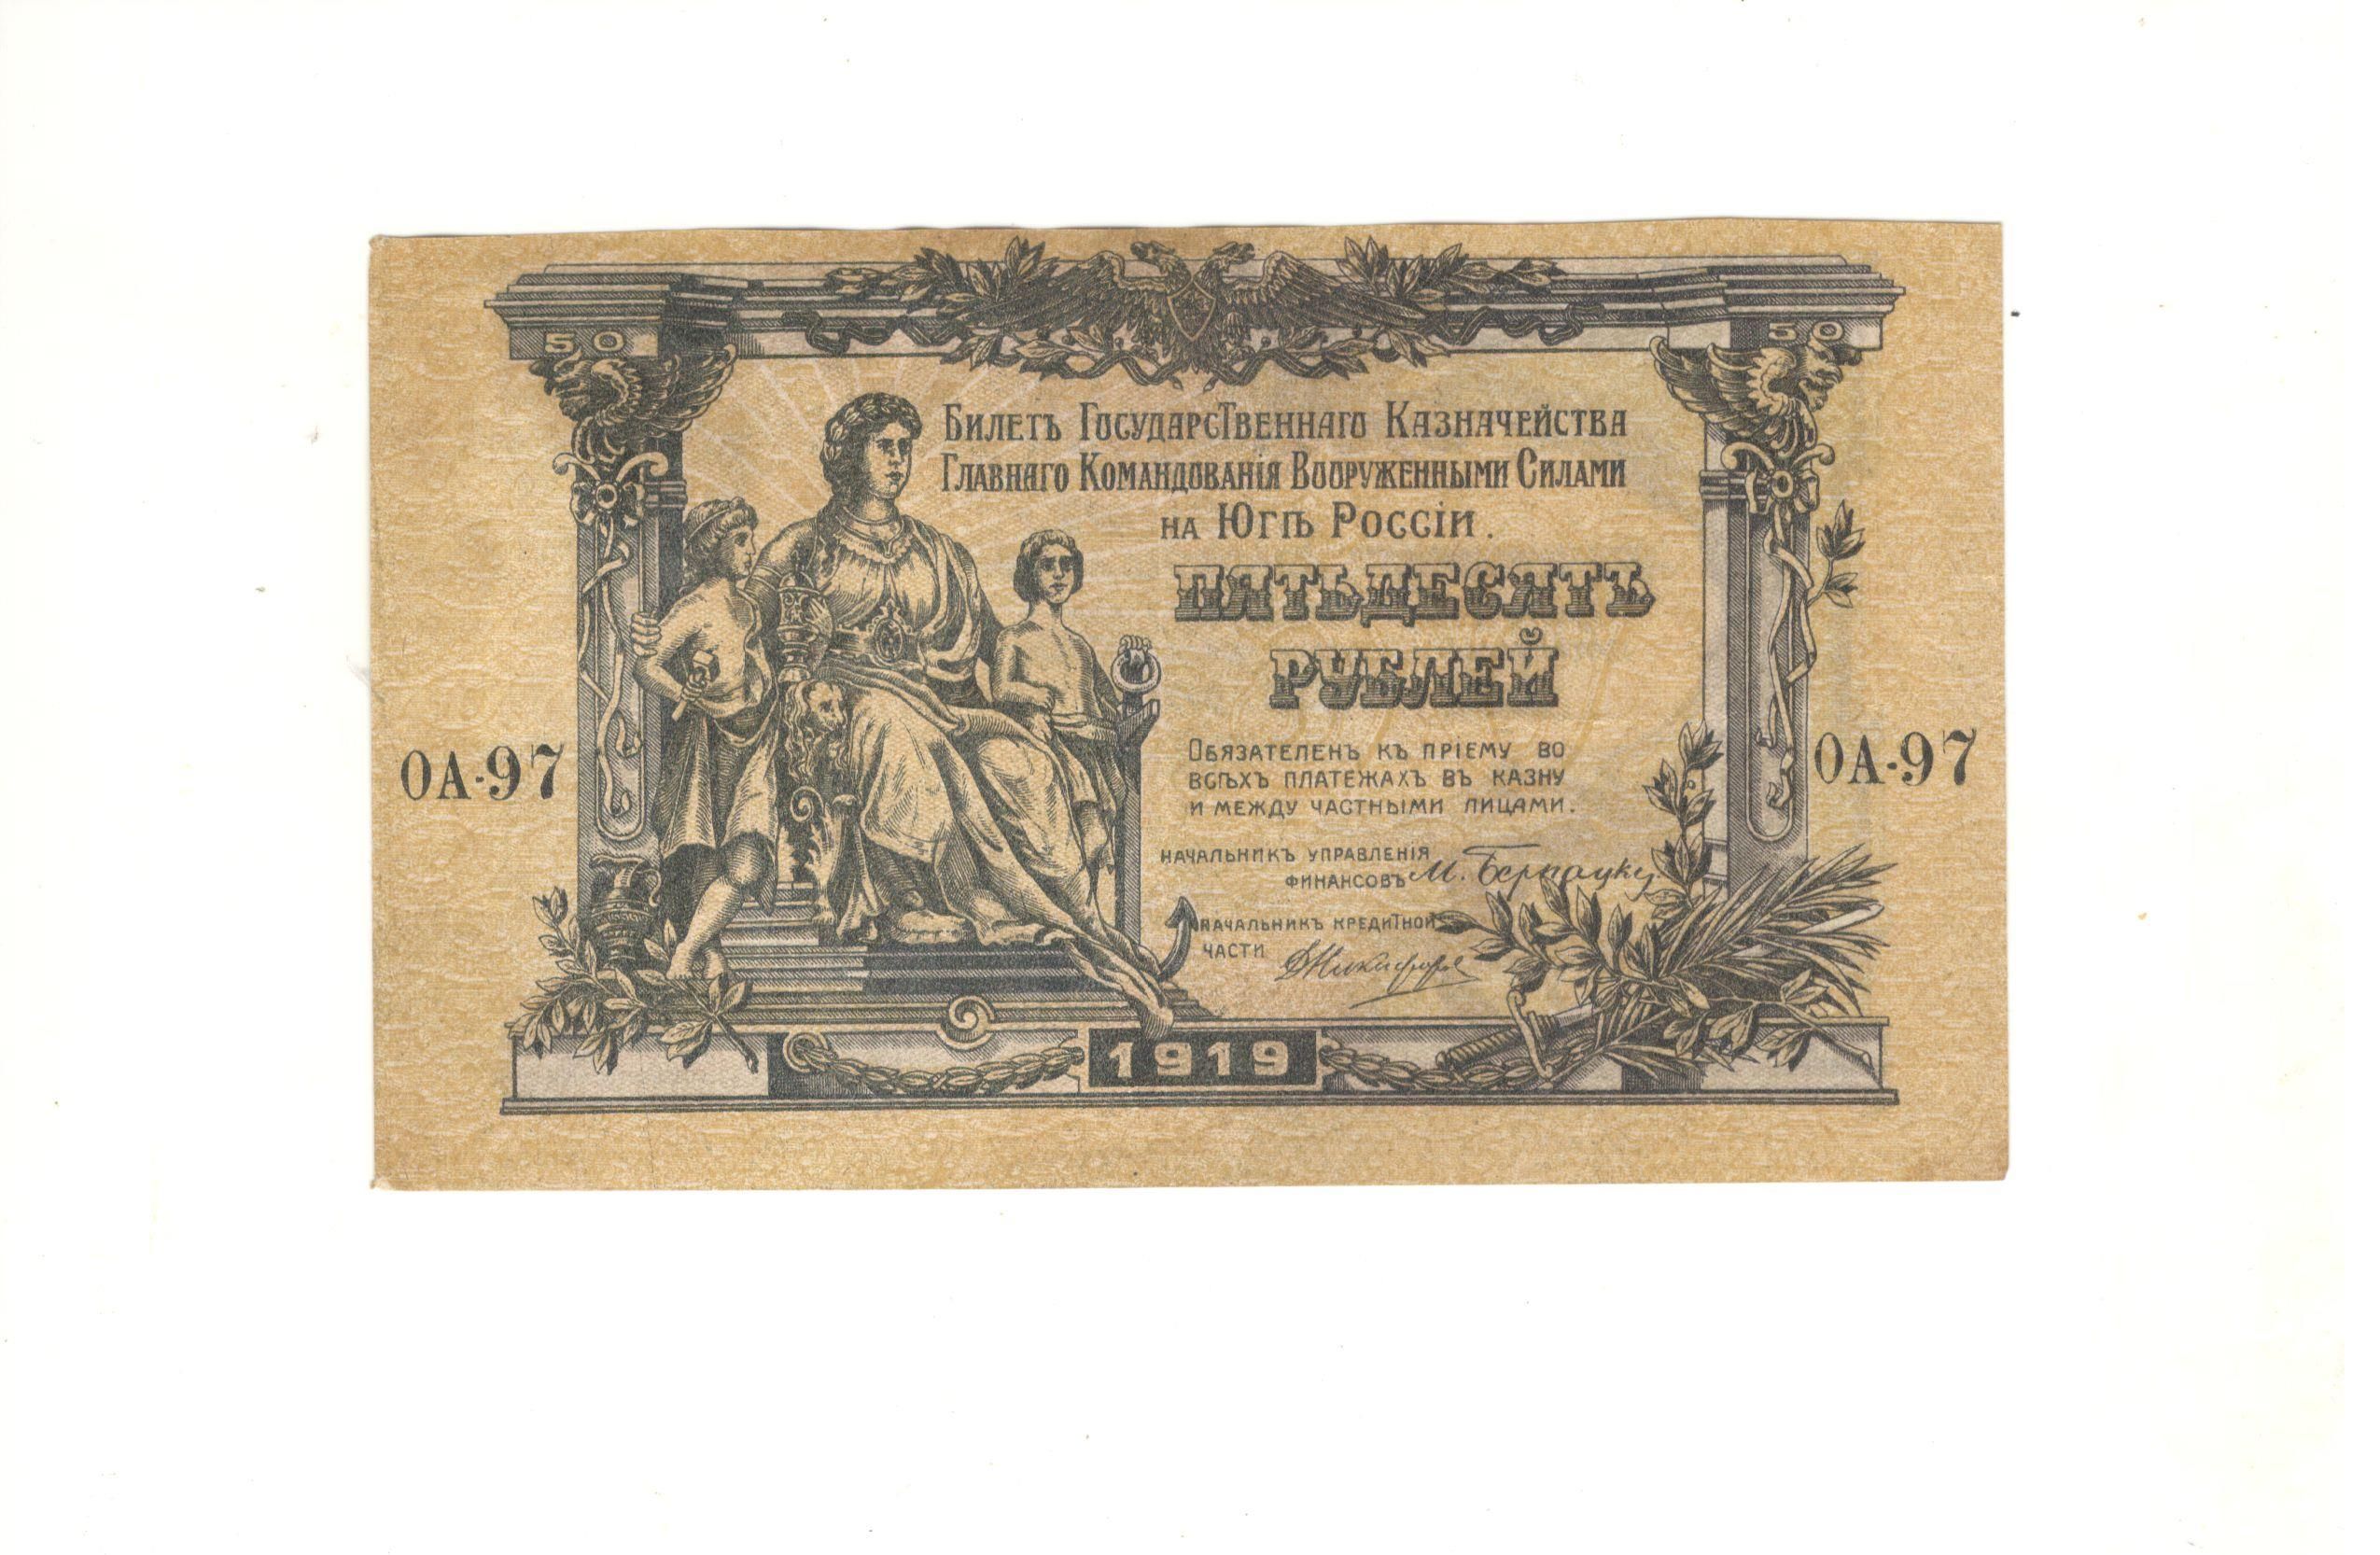 50
50
Билетъ Государственнаго Казначейства
Главнаго Командованія Вооруженными Силами
на Югѣ Россіи.
ПЯТЬДЕСЯТЪ
РУБЛЕЙ
ОА-97
ОА-97
Обязателенъ къ пріему во
всѣхъ платежахъ въ казну
и между частными лицами.
Начальникъ Управленія
Финансовъ М. Бернацкій
Начальникъ Кредитной
Части
1919